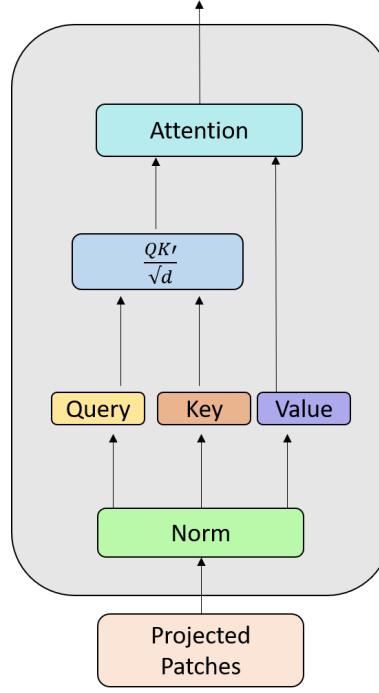 Attention
QK′
√d
Query Key Value
Norm
Projected
Patches